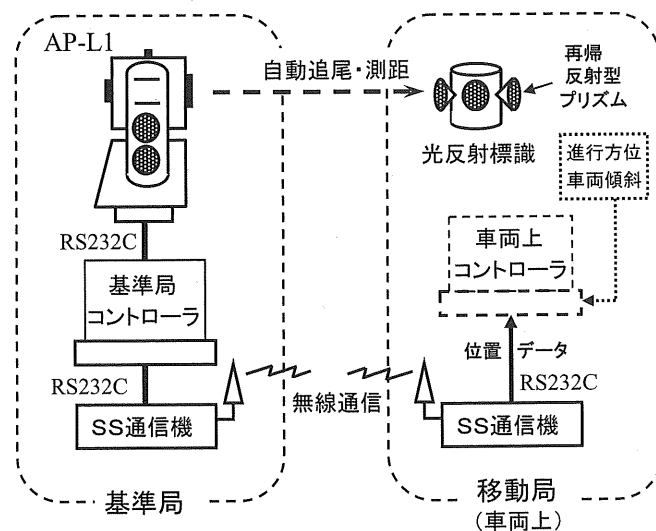 AP-L1
自動追尾・測距
再帰
反射型
プリズム
光反射標識
進行方位
車両傾斜
RS232C
車両上
コントローラ
基準局
コントローラ
位置
データ
RS232C
RS232C
無線通信
SS通信機
SS通信機
基準局
移動局
(車両上)